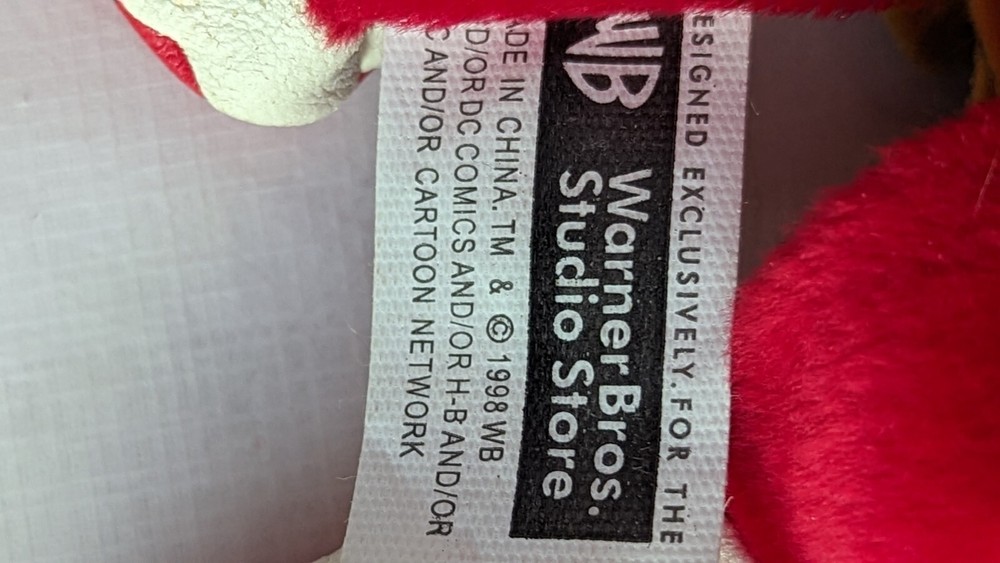 ESIGNED EXCLUSIVELY. FOR THE
WB
Warner Bros.
Studio Store
ADE IN CHINA. TM & © 1998 WB
D/OR DC COMICS AND/OR H-B AND/OR
C AND/OR CARTOON NETWORK